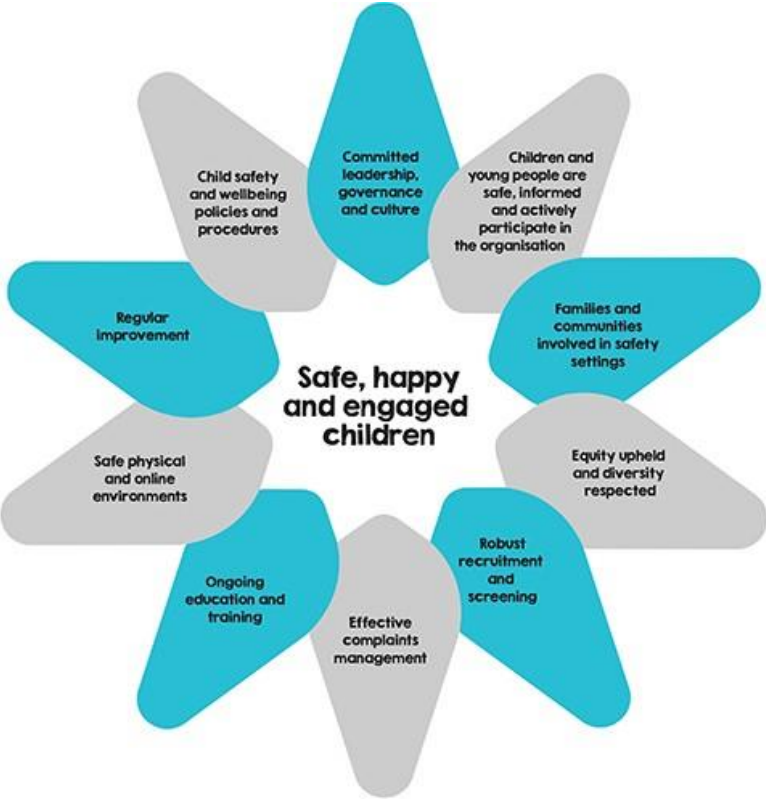 Committed
leadership,
governance
and culture
Children and
young people are
safe, informed
and actively
participate in
the organisation
Families and
communities
involved in safety
settings
Equity upheld
and diversity
respected
Robust
recruitment
and
screening
Effective
complaints
management
Ongoing
education and
training
Safe physical
and online
environments
Regular
improvement
Child safety
and wellbeing
policies and
procedures
Safe, happy
and engaged
children